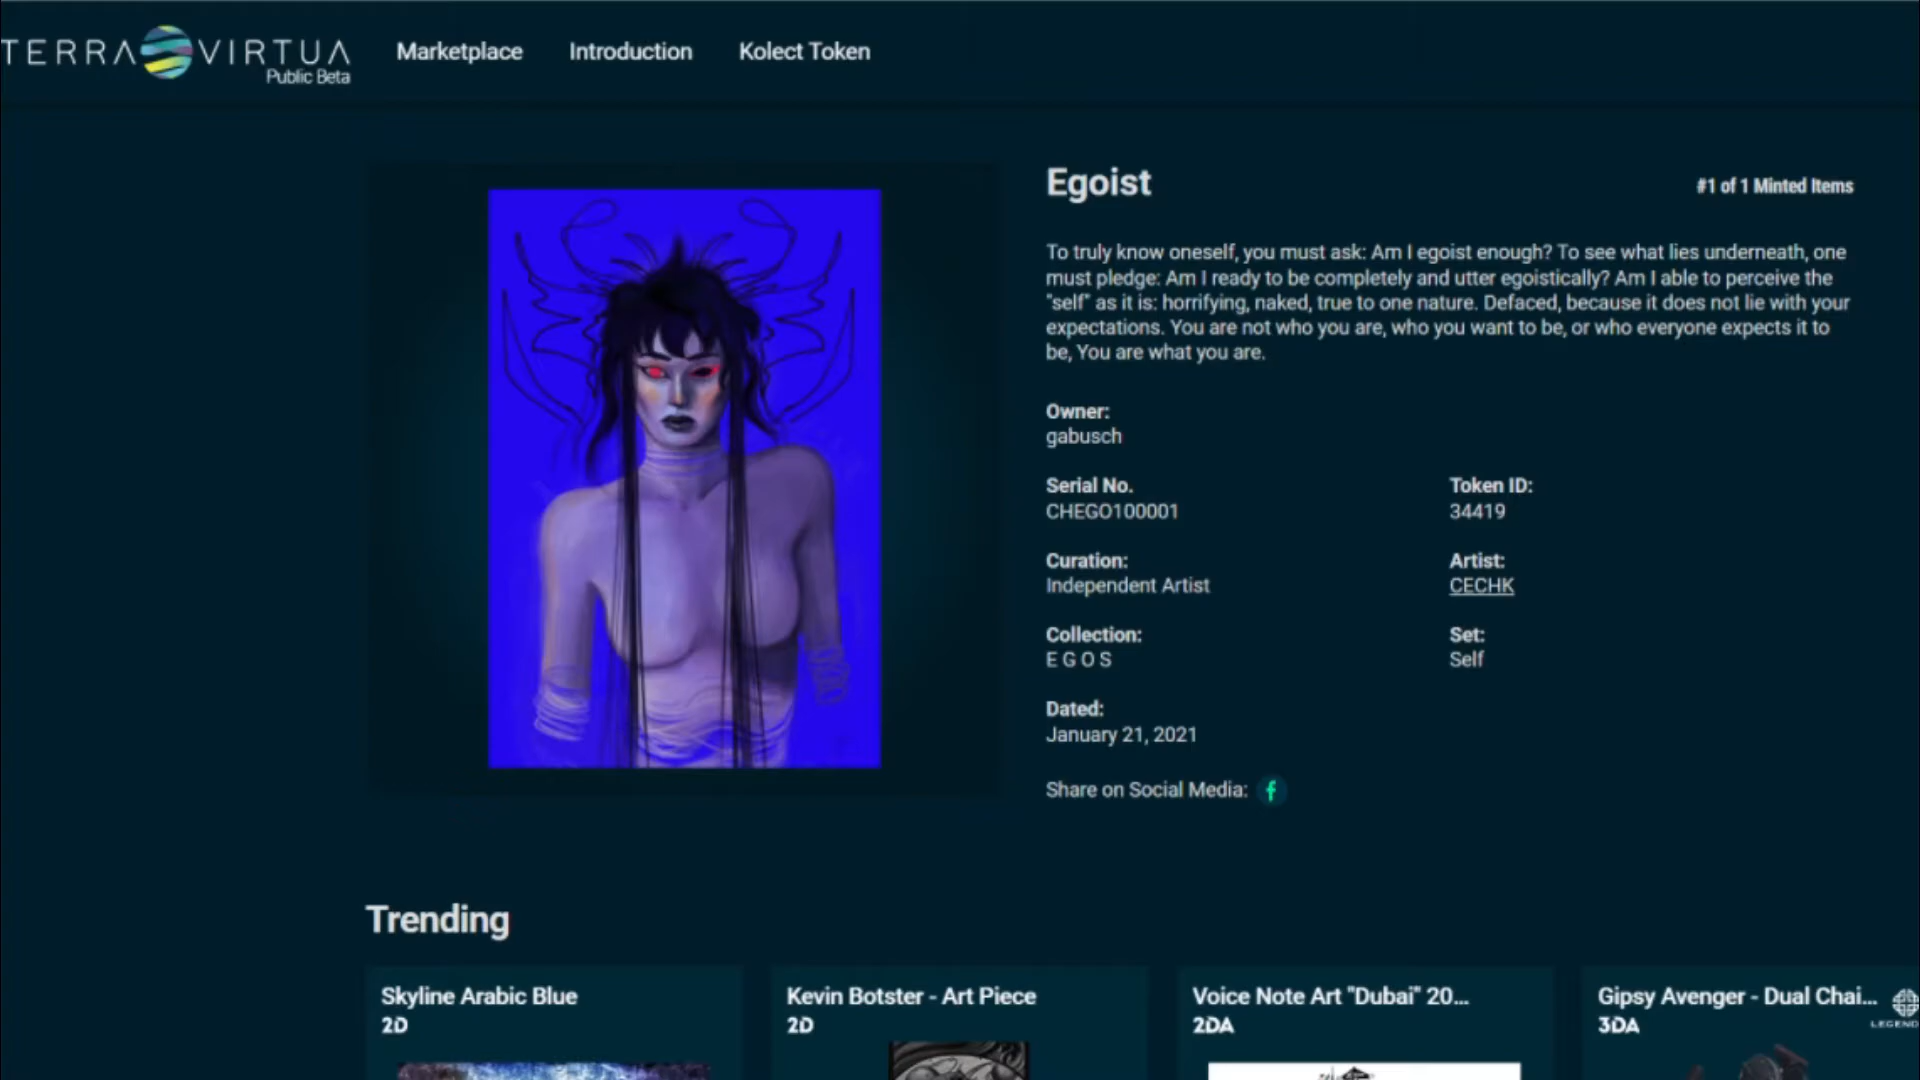 TERRA VIRTUA
Public Beta
Marketplace
Introduction
Kolect Token
Egoist
#1 of 1 Minted Items
To truly know oneself, you must ask: Am I egoist enough? To see what lies underneath, one
must pledge: Am I ready to be completely and utter egoistically? Am I able to perceive the
"self" as it is: horrifying, naked, true to one nature. Defaced, because it does not lie with your
expectations. You are not who you are, who you want to be, or who everyone expects it to
be, You are what you are.
Owner:
gabusch
Serial No.
CHEGO100001
Token ID:
34419
Curation:
Independent Artist
Artist:
CECHK
Collection:
E G O S
Set:
Self
Dated:
January 21, 2021
Share on Social Media:
Trending
Skyline Arabic Blue
2D
Kevin Botster - Art Piece
2D
Voice Note Art "Dubai" 20...
2DA
Gipsy Avenger - Dual Chai...
3DA
LEGEND